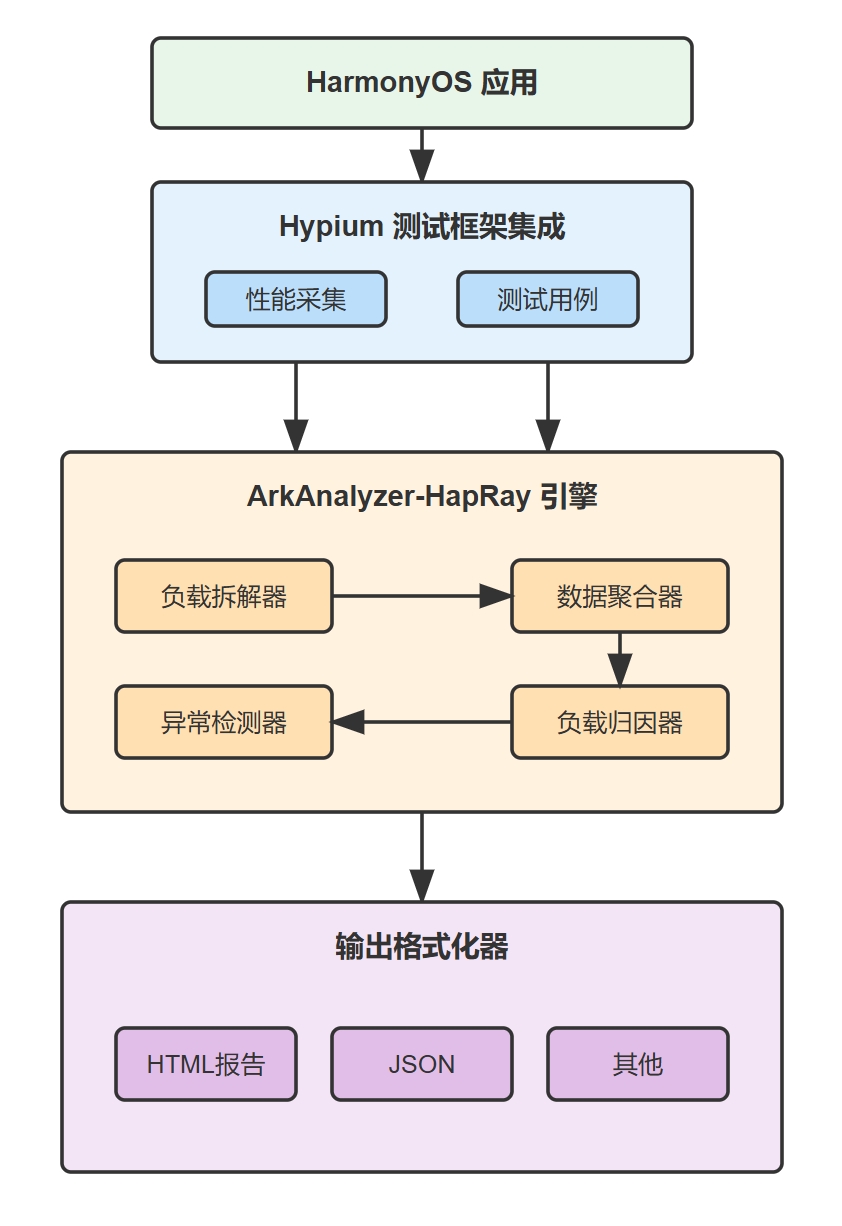 HarmonyOS 应用
Hypium 测试框架集成
性能采集
测试用例
ArkAnalyzer-HapRay 引擎
负载拆解器
数据聚合器
异常检测器
负载归因器
输出格式化器
HTML报告
JSON
其他